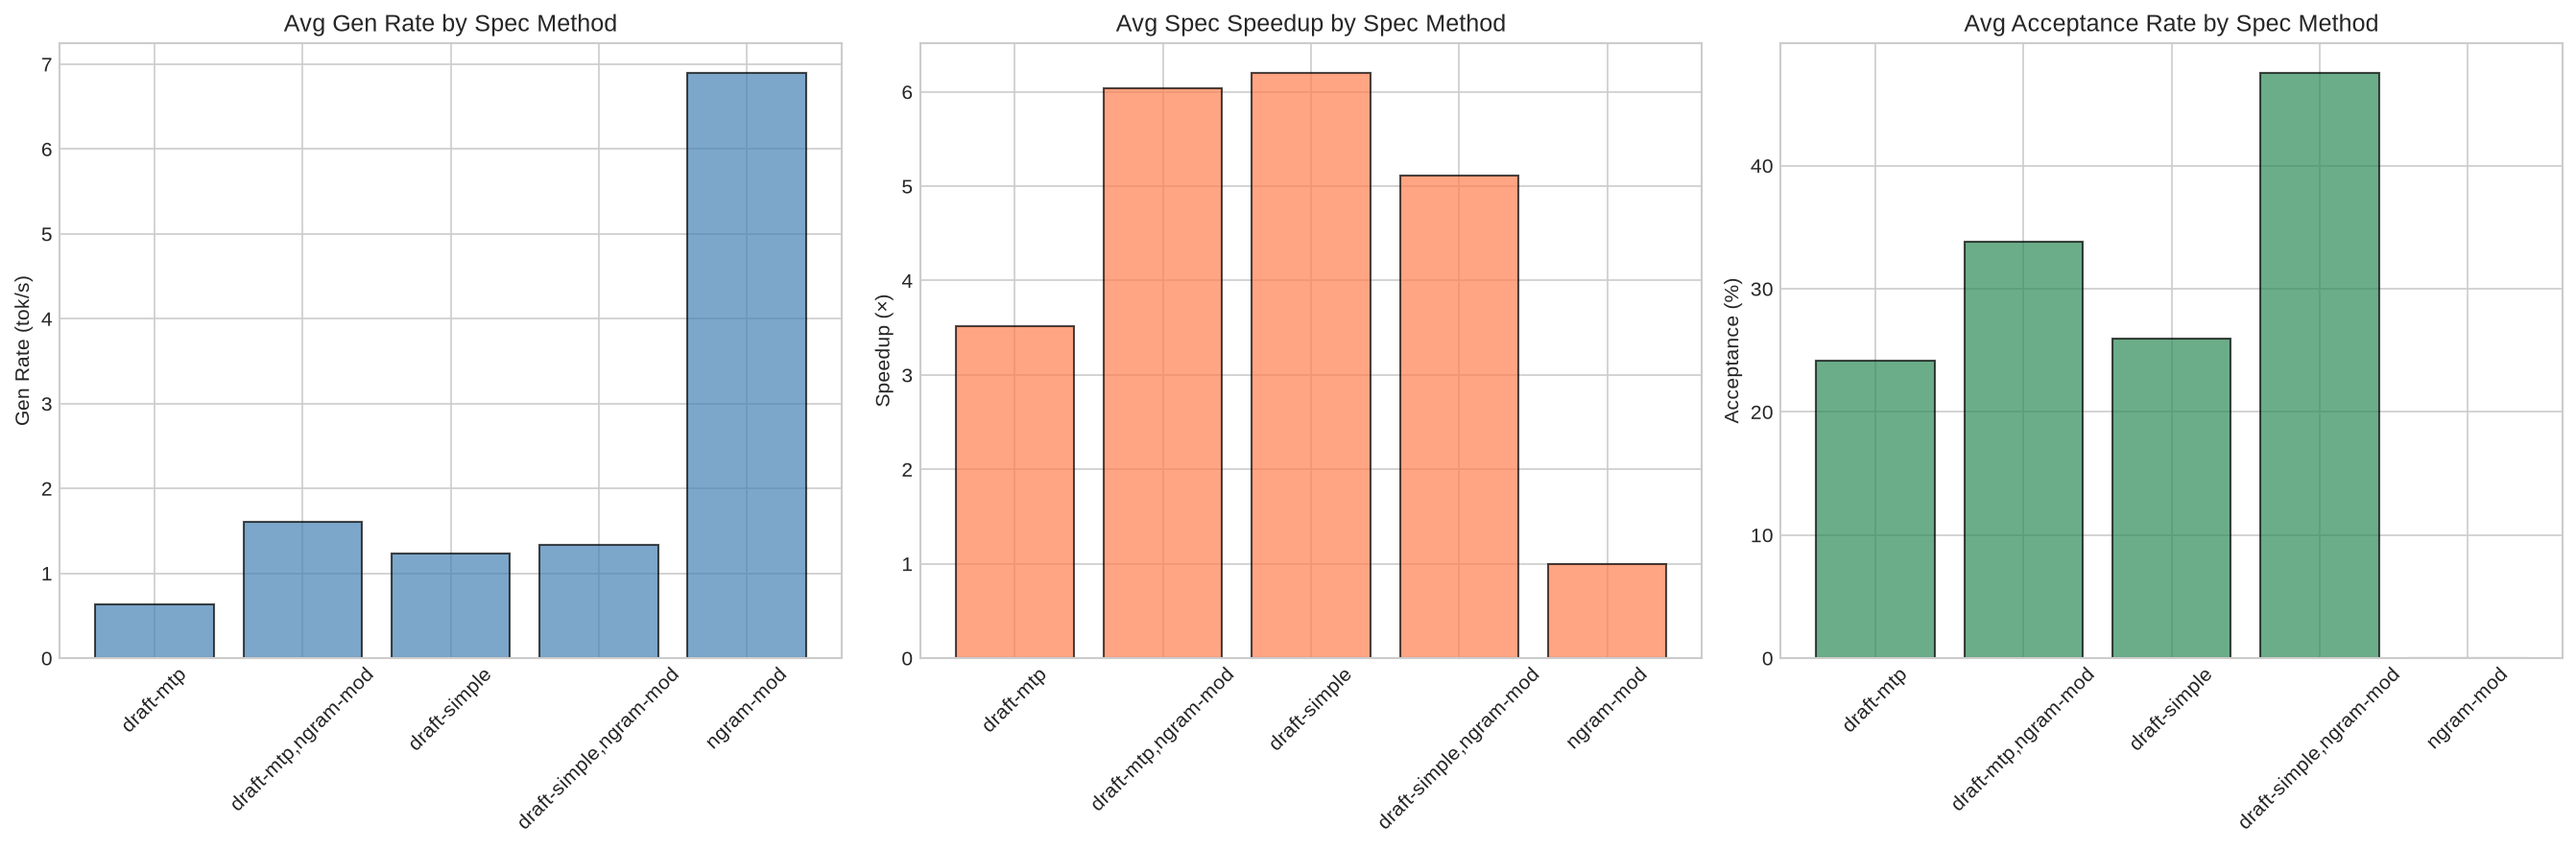 Avg Gen Rate by Spec Method
Gen Rate (tok/s)
7
6
5
4
3
2
1
0
draft-mtp
draft-mtp,ngram-mod
draft-simple
draft-simple,ngram-mod
ngram-mod
Avg Spec Speedup by Spec Method
Speedup (×)
6
5
4
3
2
1
0
draft-mtp
draft-mtp,ngram-mod
draft-simple
draft-simple,ngram-mod
ngram-mod
Avg Acceptance Rate by Spec Method
Acceptance (%)
40
30
20
10
0
draft-mtp
draft-mtp,ngram-mod
draft-simple
draft-simple,ngram-mod
ngram-mod